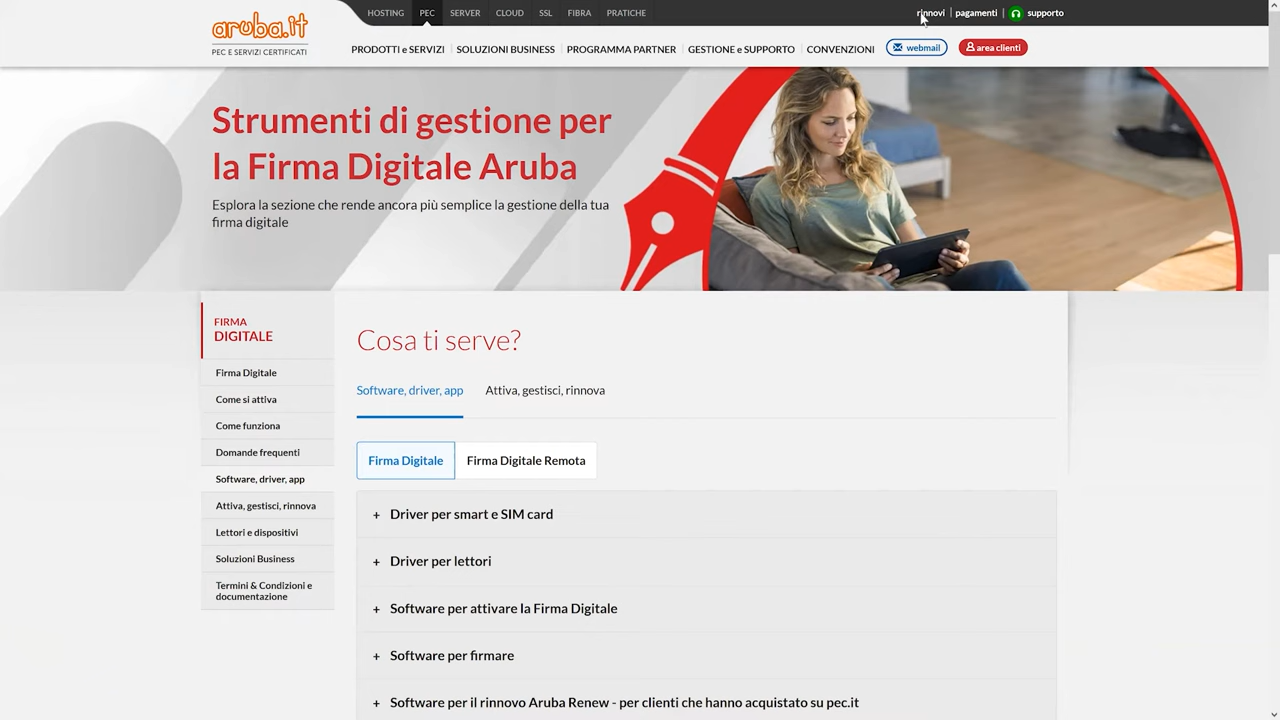 aruba.it
PEC E SERVIZI CERTIFICATI
HOSTING PEC SERVER CLOUD SSL FIBRA PRATICHE
rinnovi | pagamenti | supporto
PRODOTTI e SERVIZI | SOLUZIONI BUSINESS | PROGRAMMA PARTNER | GESTIONE e SUPPORTO | CONVENZIONI
webmail
area clienti
Strumenti di gestione per
la Firma Digitale Aruba
Esplora la sezione che rende ancora più semplice la gestione della tua
firma digitale
FIRMA
DIGITALE
Firma Digitale
Come si attiva
Come funziona
Domande frequenti
Software, driver, app
Attiva, gestisci, rinnova
Lettori e dispositivi
Soluzioni Business
Termini & Condizioni e
documentazione
Cosa ti serve?
Software, driver, app
Attiva, gestisci, rinnova
Firma Digitale
Firma Digitale Remota
+ Driver per smart e SIM card
+ Driver per lettori
+ Software per attivare la Firma Digitale
+ Software per firmare
+ Software per il rinnovo Aruba Renew - per clienti che hanno acquistato su pec.it